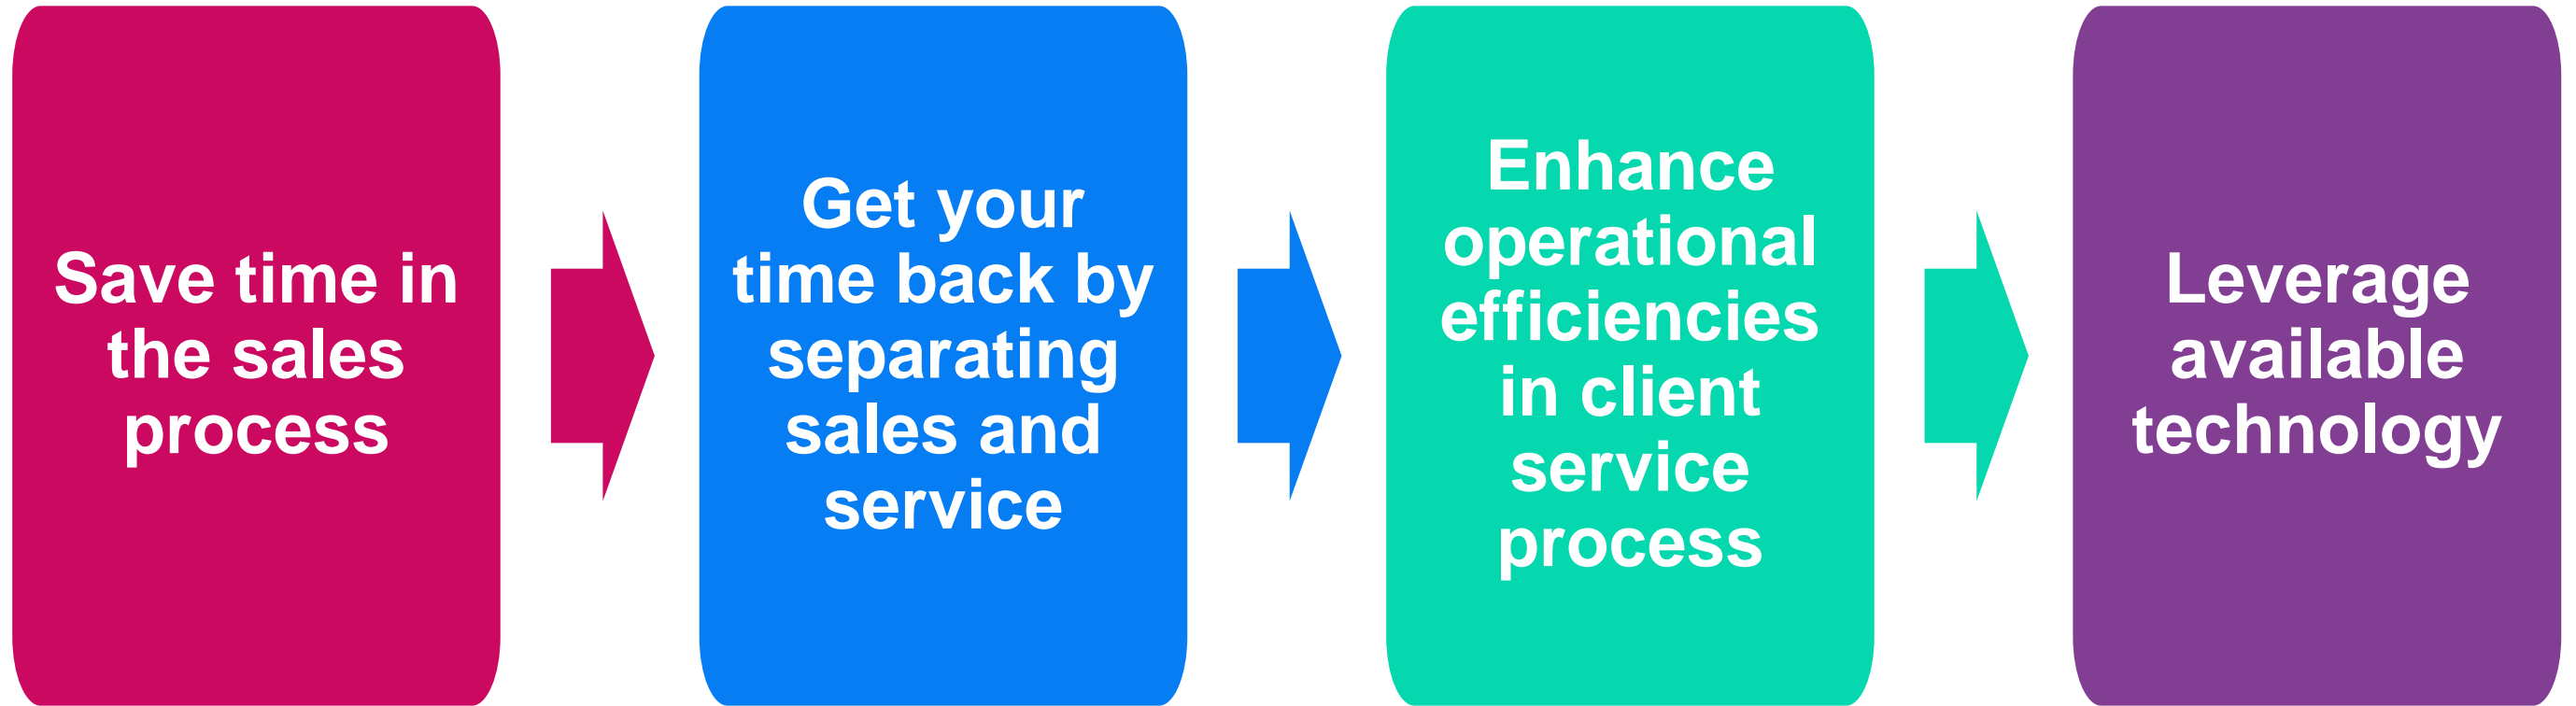 Save time in
the sales
process
Get your
time back by
separating
sales and
service
Enhance
operational
efficiencies
in client
service
process
Leverage
available
technology